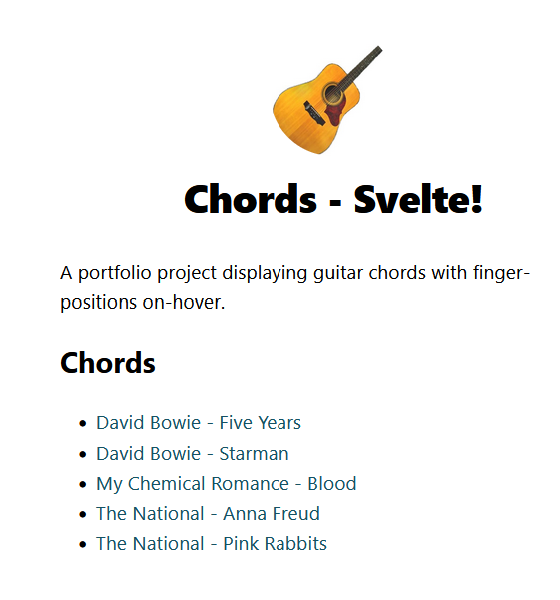 Chords - Svelte!
A portfolio project displaying guitar chords with finger-
positions on-hover.
Chords
• David Bowie - Five Years
• David Bowie - Starman
• My Chemical Romance - Blood
• The National - Anna Freud
• The National - Pink Rabbits